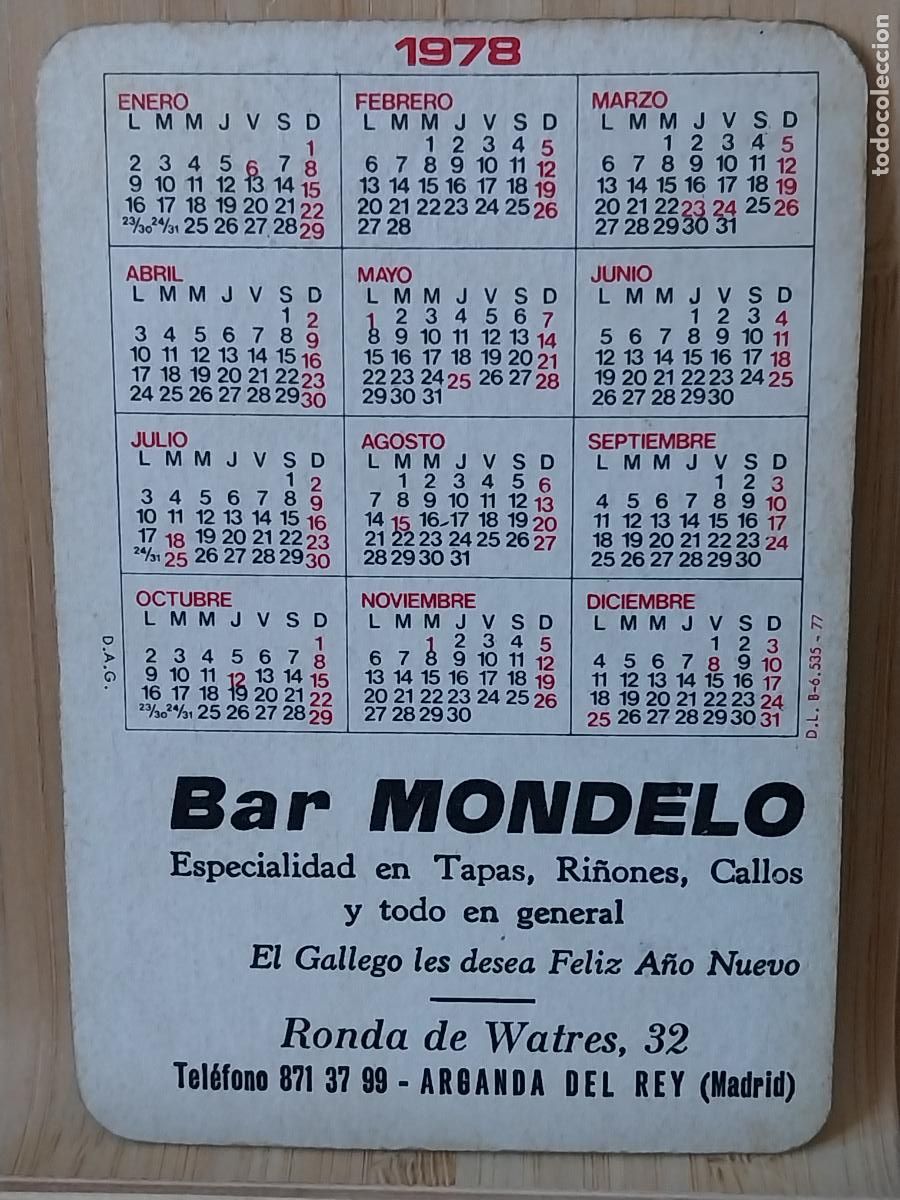 1978
ENERO
L M M J V S D
1
2 3 4 5 6 7 8
9 10 11 12 13 14 15
16 17 18 19 20 21 22
23/30 24/31 25 26 27 28 29
FEBRERO
L M M J V S D
1 2 3 4 5
6 7 8 9 10 11 12
13 14 15 16 17 18 19
20 21 22 23 24 25 26
27 28
MARZO
L M M J V S D
1 2 3 4 5
6 7 8 9 10 11 12
13 14 15 16 17 18 19
20 21 22 23 24 25 26
27 28 29 30 31
ABRIL
L M M J V S D
1 2
3 4 5 6 7 8 9
10 11 12 13 14 15 16
17 18 19 20 21 22 23
24 25 26 27 28 29 30
MAYO
L M M J V S D
1 2 3 4 5 6 7
8 9 10 11 12 13 14
15 16 17 18 19 20 21
22 23 24 25 26 27 28
29 30 31
JUNIO
L M M J V S D
1 2 3 4
5 6 7 8 9 10 11
12 13 14 15 16 17 18
19 20 21 22 23 24 25
26 27 28 29 30
JULIO
L M M J V S D
1 2
3 4 5 6 7 8 9
10 11 12 13 14 15 16
17 18 19 20 21 22 23
24/31 25 26 27 28 29 30
AGOSTO
L M M J V S D
1 2 3 4 5 6
7 8 9 10 11 12 13
14 15 16 17 18 19 20
21 22 23 24 25 26 27
28 29 30 31
SEPTIEMBRE
L M M J V S D
1 2 3
4 5 6 7 8 9 10
11 12 13 14 15 16 17
18 19 20 21 22 23 24
25 26 27 28 29 30
OCTUBRE
L M M J V S D
1
2 3 4 5 6 7 8
9 10 11 12 13 14 15
16 17 18 19 20 21 22
23/30 24/31 25 26 27 28 29
NOVIEMBRE
L M M J V S D
1 2 3 4 5
6 7 8 9 10 11 12
13 14 15 16 17 18 19
20 21 22 23 24 25 26
27 28 29 30
DICIEMBRE
L M M J V S D
1 2 3
4 5 6 7 8 9 10
11 12 13 14 15 16 17
18 19 20 21 22 23 24
25 26 27 28 29 30 31
D.A.G.
D.L. B-6.535-77
Bar MONDELO
Especialidad en Tapas, Riñones, Callos
y todo en general
El Gallego les desea Feliz Año Nuevo
Ronda de Watres, 32
Teléfono 871 37 99 - ARGANDA DEL REY (Madrid)
todocoleccion